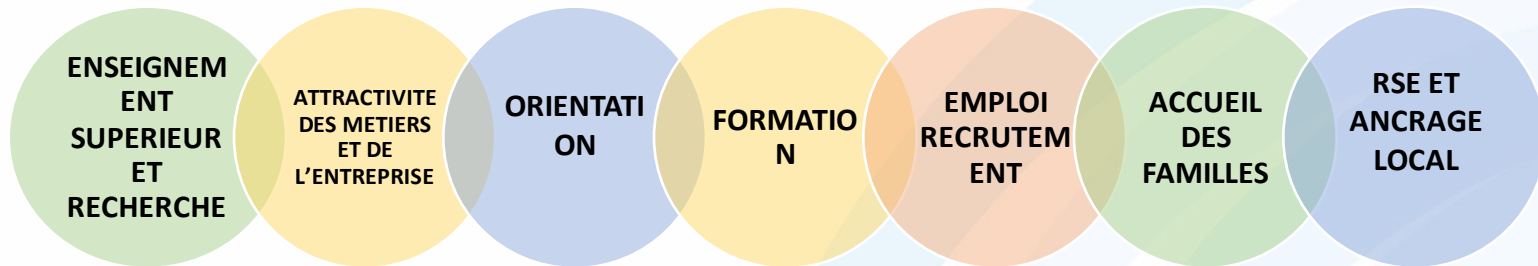 ENSEIGNEM
ENT
SUPERIEUR
ET
RECHERCHE
ATTRACTIVITE
DES METIERS
ET DE
L’ENTREPRISE
ORIENTATI
ON
FORMATIO
N
EMPLOI
RECRUTEM
ENT
ACCUEIL
DES
FAMILLES
RSE ET
ANCRAGE
LOCAL